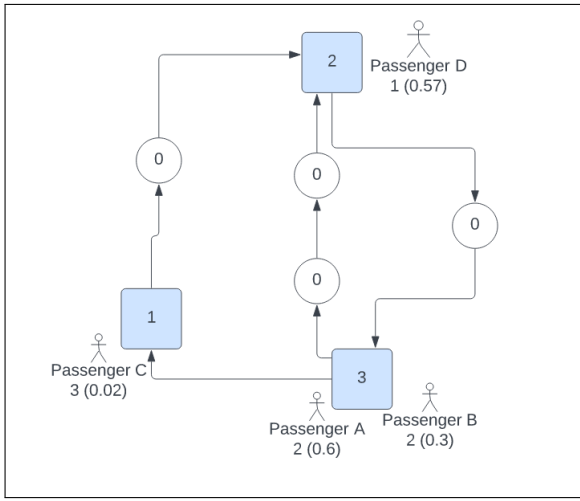 2
Passenger D
1 (0.57)
0
0
0
0
1
Passenger C
3 (0.02)
3
Passenger A
2 (0.6)
Passenger B
2 (0.3)